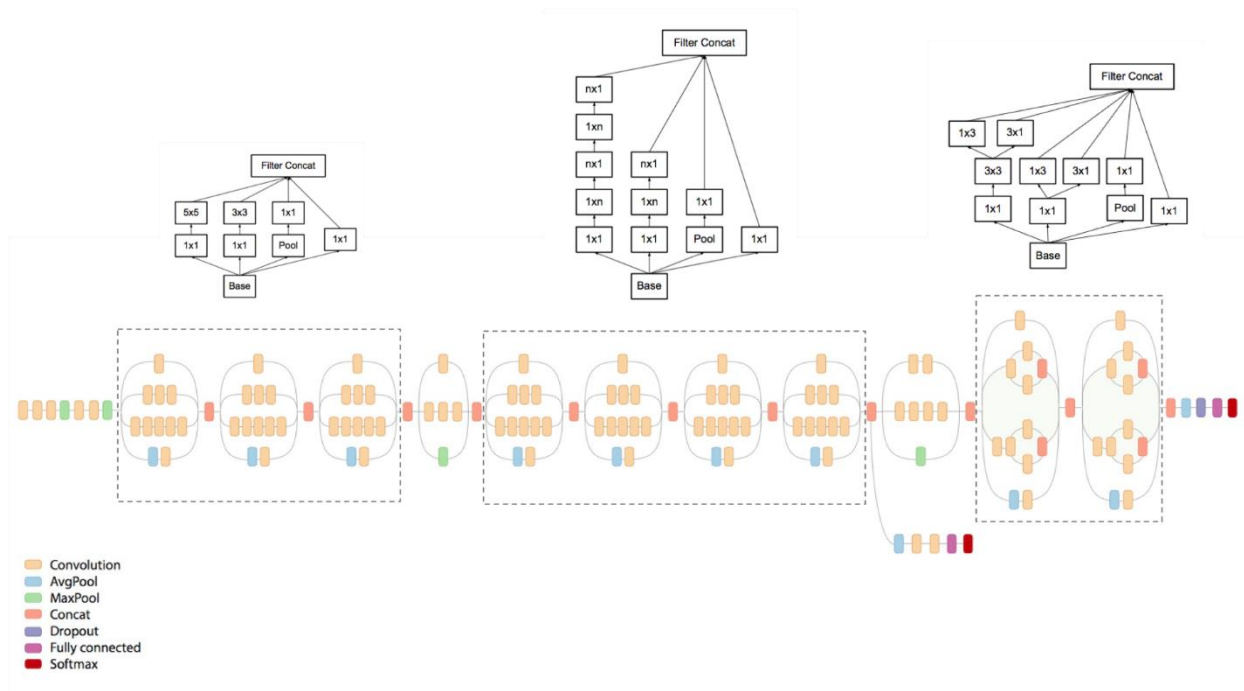 Filter Concat
5x5 3x3 1x1
1x1 1x1 Pool 1x1
Base
Filter Concat
nx1
1xn
nx1 nx1
1xn 1xn 1x1
1x1 1x1 Pool 1x1
Base
Filter Concat
1x3 3x1
3x3 1x3 3x1 1x1
1x1 1x1 Pool 1x1
Base
Convolution
AvgPool
MaxPool
Concat
Dropout
Fully connected
Softmax